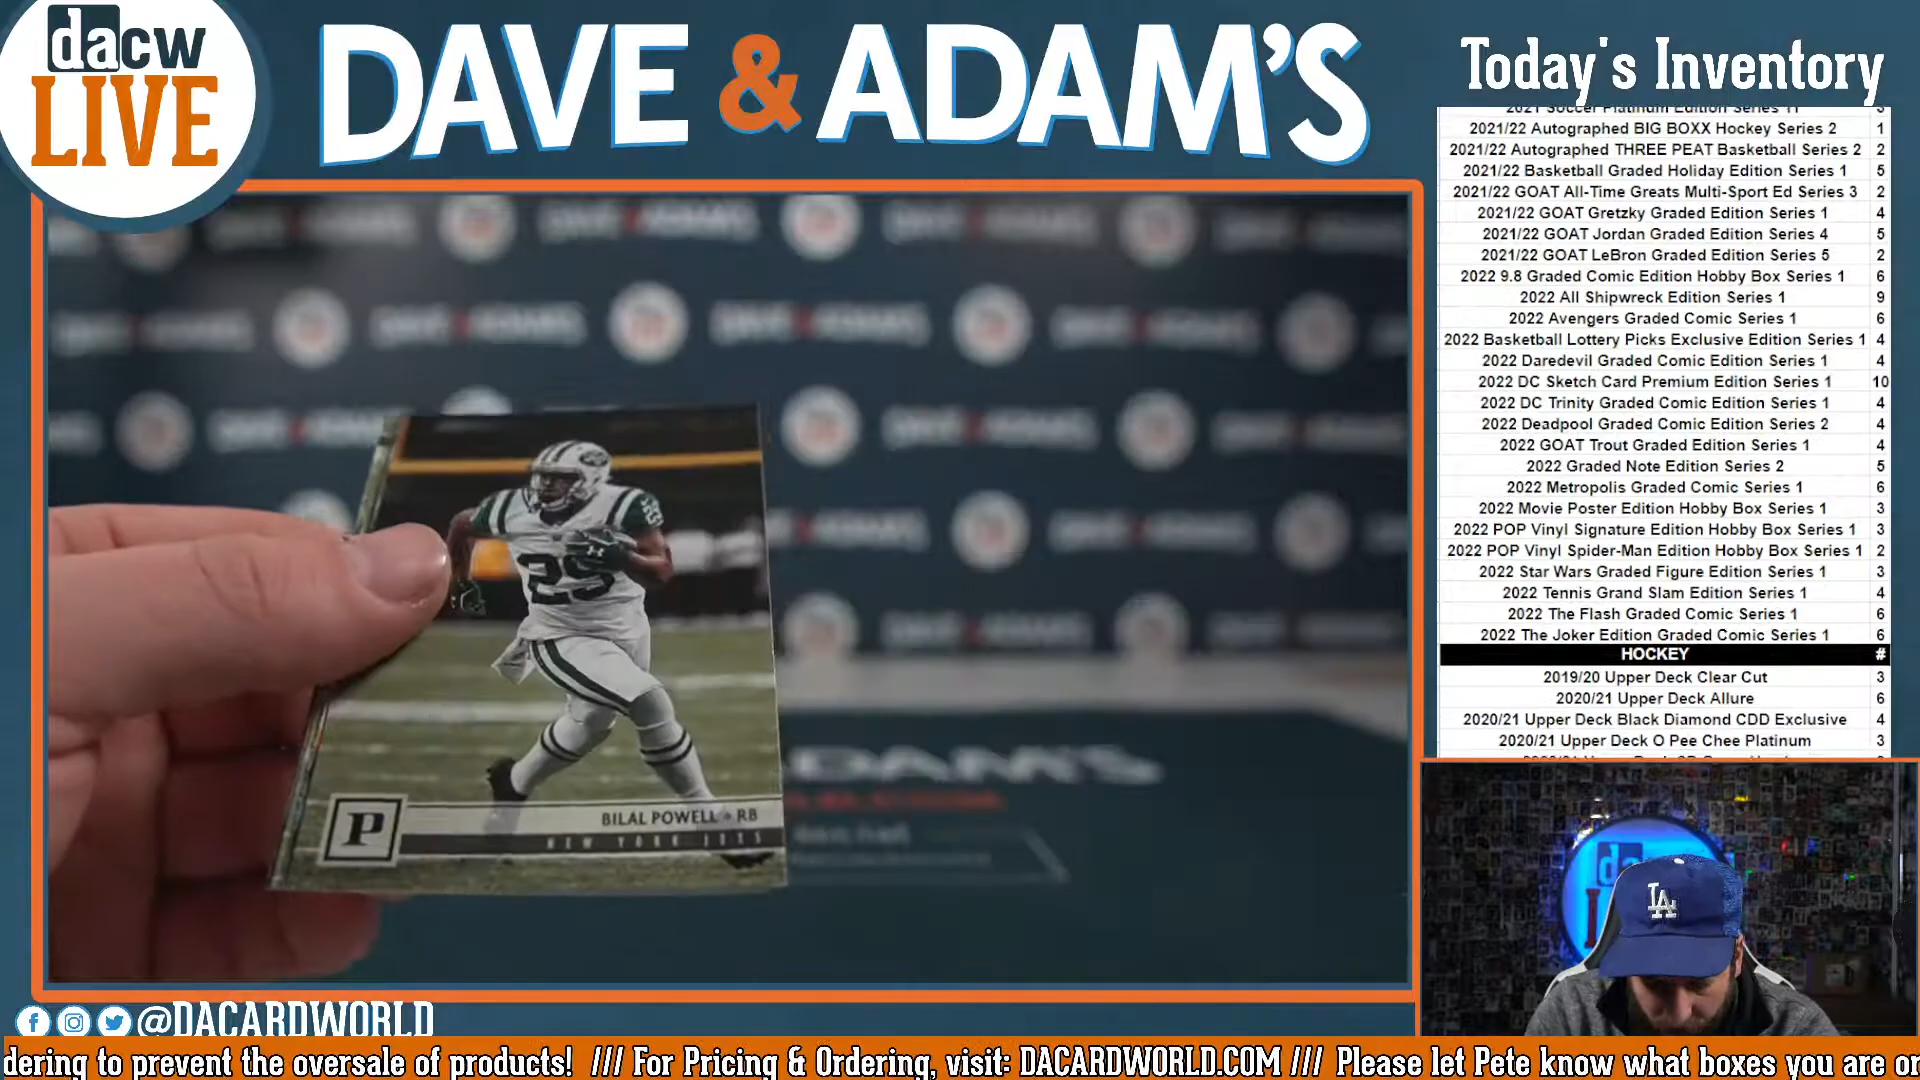 dacw
LIVE
DAVE & ADAM'S
Today's Inventory
2021 Soccer Platinum Edition Series 11 3
2021/22 Autographed BIG BOXX Hockey Series 2 1
2021/22 Autographed THREE PEAT Basketball Series 2 2
2021/22 Basketball Graded Holiday Edition Series 1 5
2021/22 GOAT All-Time Greats Multi-Sport Ed Series 3 2
2021/22 GOAT Gretzky Graded Edition Series 1 4
2021/22 GOAT Jordan Graded Edition Series 4 5
2021/22 GOAT LeBron Graded Edition Series 5 2
2022 9.8 Graded Comic Edition Hobby Box Series 1 6
2022 All Shipwreck Edition Series 1 9
2022 Avengers Graded Comic Series 1 6
2022 Basketball Lottery Picks Exclusive Edition Series 1 4
2022 Daredevil Graded Comic Edition Series 1 4
2022 DC Sketch Card Premium Edition Series 1 10
2022 DC Trinity Graded Comic Edition Series 1 4
2022 Deadpool Graded Comic Edition Series 2 4
2022 GOAT Trout Graded Edition Series 1 4
2022 Graded Note Edition Series 2 5
2022 Metropolis Graded Comic Series 1 6
2022 Movie Poster Edition Hobby Box Series 1 3
2022 POP Vinyl Signature Edition Hobby Box Series 1 3
2022 POP Vinyl Spider-Man Edition Hobby Box Series 1 2
2022 Star Wars Graded Figure Edition Series 1 3
2022 Tennis Grand Slam Edition Series 1 4
2022 The Flash Graded Comic Series 1 6
2022 The Joker Edition Graded Comic Series 1 6
HOCKEY #
2019/20 Upper Deck Clear Cut 3
2020/21 Upper Deck Allure 6
2020/21 Upper Deck Black Diamond CDD Exclusive 4
2020/21 Upper Deck O Pee Chee Platinum 3
25
P
BILAL POWELL • RB
NEW YORK JETS
ADAM'S
LA
@DACARDWORLD
dering to prevent the oversale of products! /// For Pricing & Ordering, visit: DACARDWORLD.COM /// Please let Pete know what boxes you are or